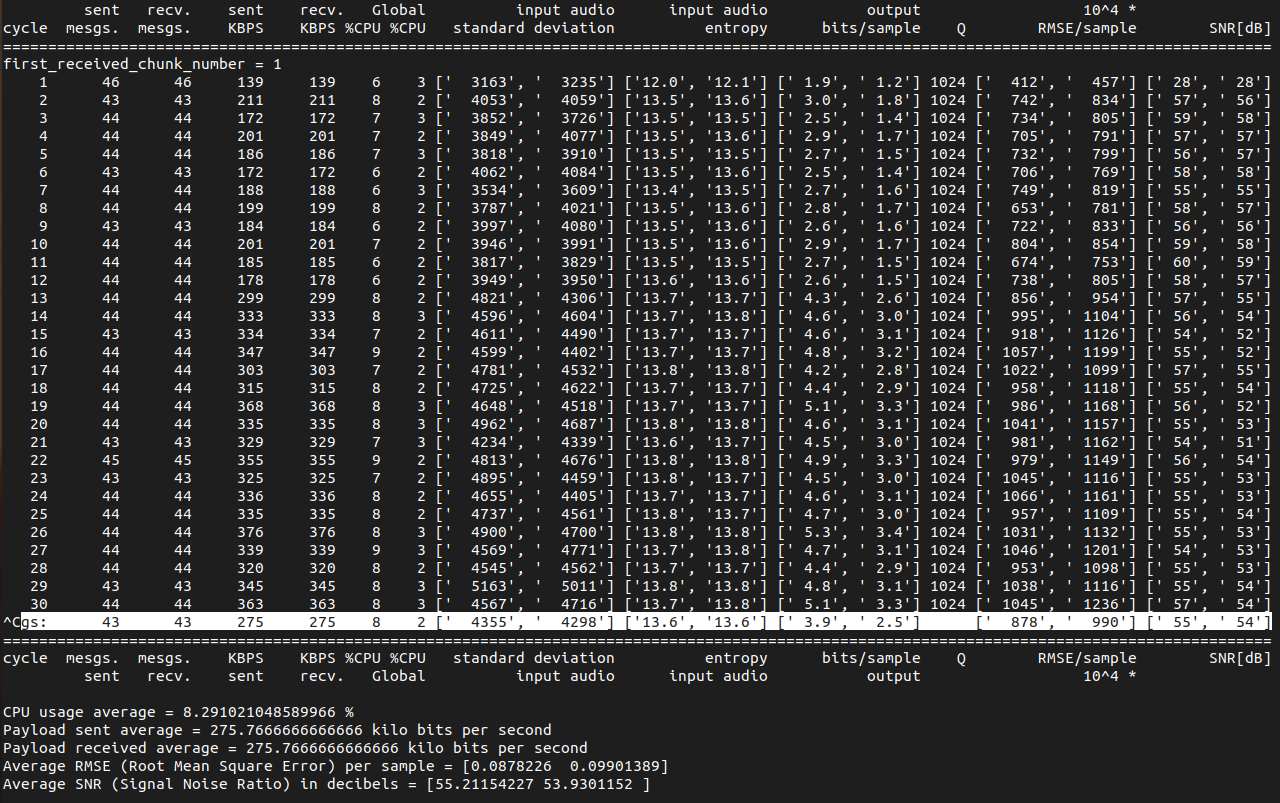 sent   recv.    sent    recv.   Global             input audio      input audio           output                  10^4 *
cycle  mesgs.  mesgs.    KBPS    KBPS %CPU %CPU   standard deviation          entropy      bits/sample    Q        RMSE/sample        SNR[dB]
=============================================================================================================================================
first_received_chunk_number = 1
    1      46      46     139     139    6    3 ['  3163', '  3235'] ['12.0', '12.1'] [' 1.9', ' 1.2'] 1024 ['  412', '  457'] [' 28', ' 28']
    2      43      43     211     211    8    2 ['  4053', '  4059'] ['13.5', '13.6'] [' 3.0', ' 1.8'] 1024 ['  742', '  834'] [' 57', ' 56']
    3      44      44     172     172    7    3 ['  3852', '  3726'] ['13.5', '13.5'] [' 2.5', ' 1.4'] 1024 ['  734', '  805'] [' 59', ' 58']
    4      44      44     201     201    6    2 ['  3849', '  4077'] ['13.5', '13.6'] [' 2.9', ' 1.7'] 1024 ['  705', '  791'] [' 57', ' 57']
    5      44      44     186     186    7    3 ['  3818', '  3910'] ['13.5', '13.5'] [' 2.7', ' 1.5'] 1024 ['  732', '  799'] [' 56', ' 57']
    6      43      43     172     172    6    2 ['  4062', '  4084'] ['13.5', '13.6'] [' 2.5', ' 1.4'] 1024 ['  706', '  769'] [' 58', ' 58']
    7      44      44     188     188    6    3 ['  3534', '  3609'] ['13.4', '13.5'] [' 2.7', ' 1.6'] 1024 ['  749', '  819'] [' 55', ' 55']
    8      44      44     199     199    8    2 ['  3787', '  4021'] ['13.5', '13.6'] [' 2.8', ' 1.7'] 1024 ['  653', '  781'] [' 58', ' 57']
    9      43      43     184     184    6    2 ['  3997', '  4080'] ['13.5', '13.6'] [' 2.6', ' 1.6'] 1024 ['  722', '  833'] [' 56', ' 56']
   10      44      44     201     201    7    2 ['  3946', '  3991'] ['13.5', '13.6'] [' 2.9', ' 1.7'] 1024 ['  804', '  854'] [' 59', ' 58']
   11      44      44     185     185    6    2 ['  3817', '  3829'] ['13.5', '13.5'] [' 2.7', ' 1.5'] 1024 ['  674', '  753'] [' 60', ' 59']
   12      44      44     178     178    6    2 ['  3949', '  3950'] ['13.6', '13.6'] [' 2.6', ' 1.5'] 1024 ['  738', '  805'] [' 58', ' 57']
   13      44      44     299     299    8    2 ['  4821', '  4306'] ['13.7', '13.7'] [' 4.3', ' 2.6'] 1024 ['  856', '  954'] [' 57', ' 55']
   14      44      44     333     333    8    3 ['  4596', '  4604'] ['13.7', '13.8'] [' 4.6', ' 3.0'] 1024 ['  995', ' 1104'] [' 56', ' 54']
   15      43      43     334     334    7    2 ['  4611', '  4490'] ['13.7', '13.7'] [' 4.6', ' 3.1'] 1024 ['  918', ' 1126'] [' 54', ' 52']
   16      44      44     347     347    9    2 ['  4599', '  4402'] ['13.7', '13.7'] [' 4.8', ' 3.2'] 1024 [' 1057', ' 1199'] [' 55', ' 52']
   17      44      44     303     303    7    2 ['  4781', '  4532'] ['13.8', '13.8'] [' 4.2', ' 2.8'] 1024 [' 1022', ' 1099'] [' 57', ' 55']
   18      44      44     315     315    8    2 ['  4725', '  4622'] ['13.7', '13.7'] [' 4.4', ' 2.9'] 1024 ['  958', ' 1118'] [' 55', ' 54']
   19      44      44     368     368    8    3 ['  4648', '  4518'] ['13.7', '13.7'] [' 5.1', ' 3.3'] 1024 ['  986', ' 1168'] [' 56', ' 52']
   20      44      44     335     335    8    3 ['  4962', '  4687'] ['13.8', '13.8'] [' 4.6', ' 3.1'] 1024 [' 1041', ' 1157'] [' 55', ' 53']
   21      43      43     329     329    7    3 ['  4234', '  4339'] ['13.6', '13.7'] [' 4.5', ' 3.0'] 1024 ['  981', ' 1162'] [' 54', ' 51']
   22      45      45     355     355    9    2 ['  4813', '  4676'] ['13.8', '13.8'] [' 4.9', ' 3.3'] 1024 ['  979', ' 1149'] [' 56', ' 54']
   23      44      44     325     325    7    2 ['  4895', '  4459'] ['13.8', '13.7'] [' 4.5', ' 3.0'] 1024 [' 1045', ' 1116'] [' 55', ' 53']
   24      44      44     336     336    8    2 ['  4655', '  4405'] ['13.7', '13.7'] [' 4.6', ' 3.1'] 1024 [' 1066', ' 1161'] [' 55', ' 53']
   25      44      44     335     335    8    2 ['  4737', '  4561'] ['13.7', '13.8'] [' 4.7', ' 3.0'] 1024 ['  957', ' 1109'] [' 55', ' 54']
   26      44      44     376     376    8    3 ['  4900', '  4700'] ['13.8', '13.8'] [' 5.3', ' 3.4'] 1024 [' 1031', ' 1132'] [' 55', ' 53']
   27      44      44     339     339    9    3 ['  4569', '  4771'] ['13.7', '13.8'] [' 4.7', ' 3.1'] 1024 [' 1046', ' 1201'] [' 54', ' 53']
   28      44      44     320     320    8    2 ['  4545', '  4562'] ['13.7', '13.8'] [' 4.4', ' 2.9'] 1024 ['  953', ' 1098'] [' 55', ' 54']
   29      43      43     345     345    8    3 ['  5163', '  5011'] ['13.8', '13.8'] [' 4.8', ' 3.1'] 1024 [' 1038', ' 1116'] [' 55', ' 54']
   30      44      44     363     363    8    3 ['  4567', '  4716'] ['13.7', '13.8'] [' 5.1', ' 3.3'] 1024 [' 1045', ' 1236'] [' 57', ' 54']
^Cgs:      43      43     275     275    8    2 ['  4355', '  4298'] ['13.6', '13.6'] [' 3.9', ' 2.5']      ['  878', '  990'] [' 55', ' 54']
=============================================================================================================================================
cycle  mesgs.  mesgs.    KBPS    KBPS %CPU %CPU   standard deviation          entropy      bits/sample    Q        RMSE/sample        SNR[dB]
         sent   recv.    sent    recv.   Global             input audio      input audio           output                  10^4 *

CPU usage average = 8.291021048589966 %
Payload sent average = 275.7666666666666 kilo bits per second
Payload received average = 275.7666666666666 kilo bits per second
Average RMSE (Root Mean Square Error) per sample = [0.0878226  0.09901389]
Average SNR (Signal Noise Ratio) in decibels = [55.21154227 53.9301152 ]